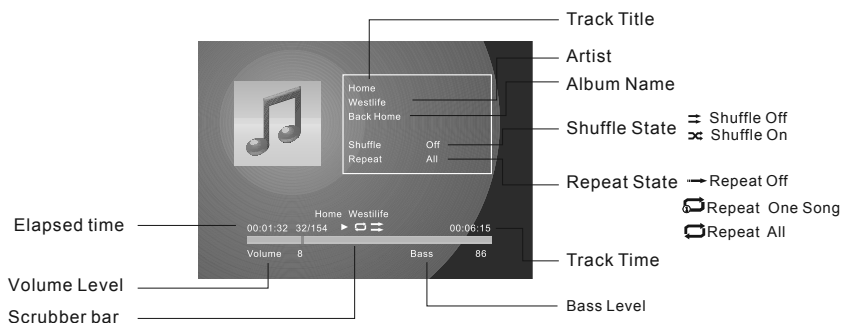 Track Title
Artist
Album Name
Shuffle State
Shuffle Off
Shuffle On
Repeat State
Repeat Off
Repeat One Song
Repeat All
Home
Westlife
Back Home
Shuffle Off
Repeat All
Home Westilife
00:01:32 32/154 00:06:15
Volume 8 Bass 86
Elapsed time
Volume Level
Scrubber bar
Track Time
Bass Level